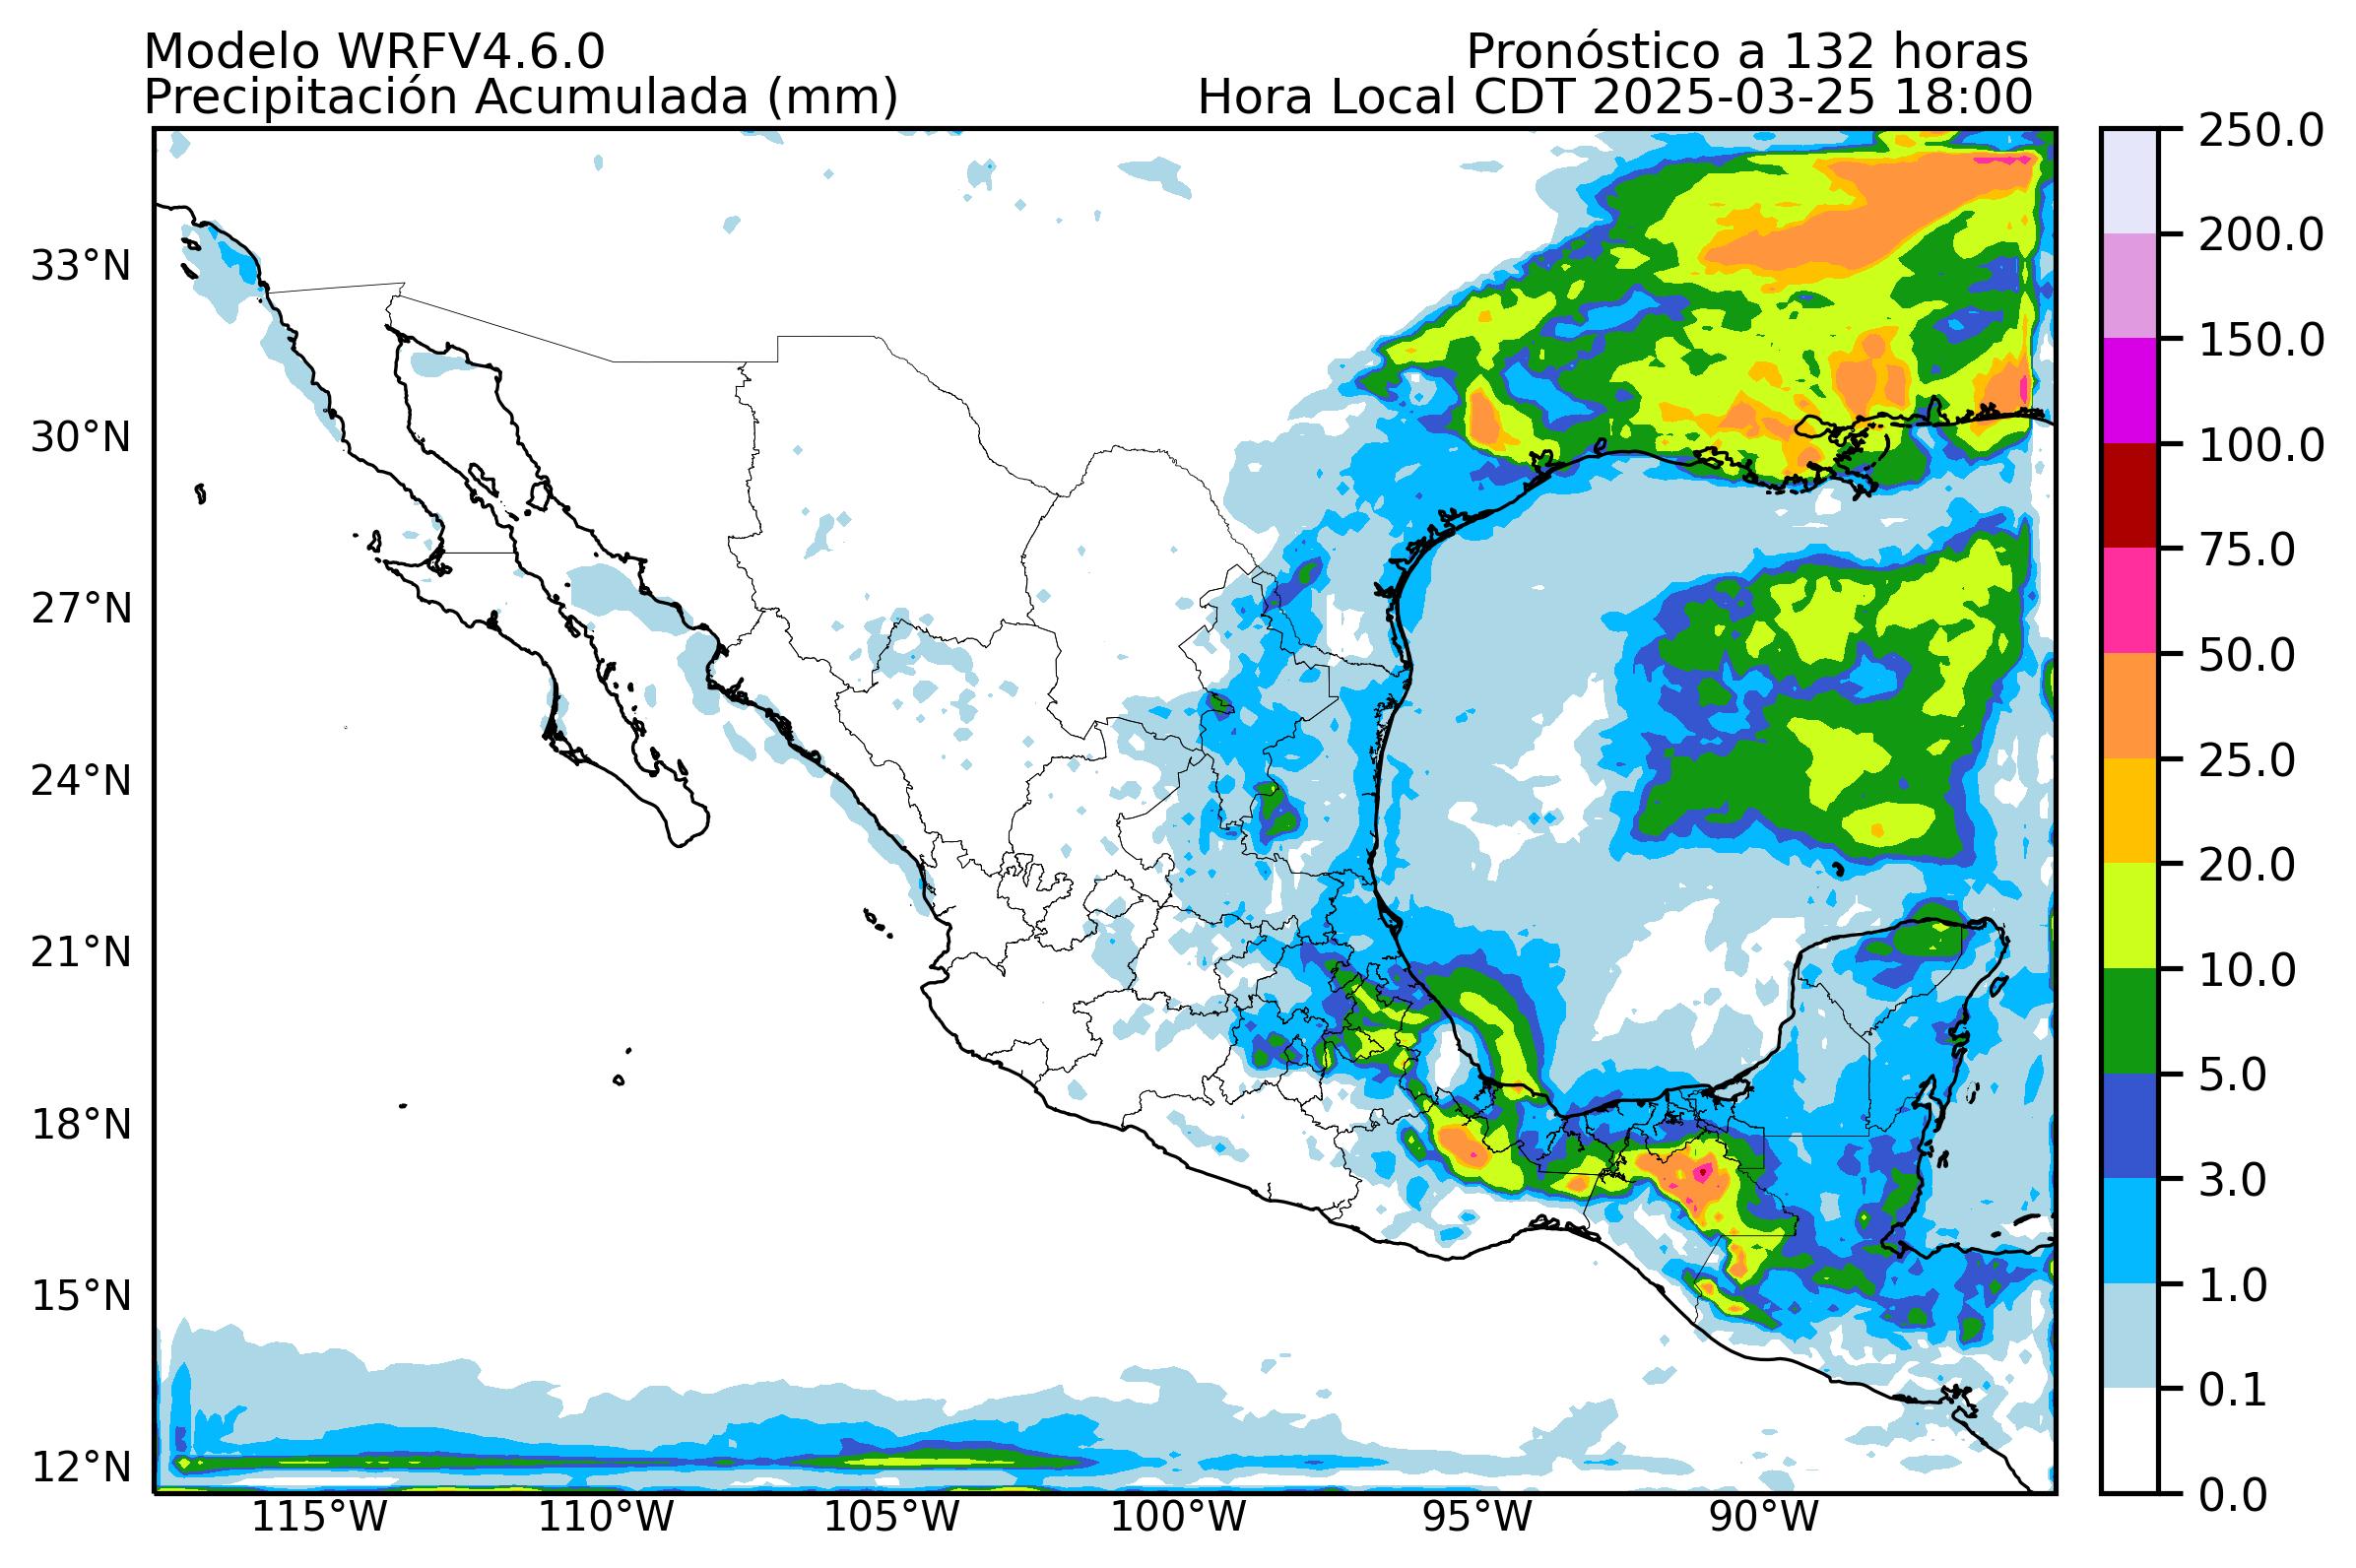 Modelo WRFV4.6.0
Pronóstico a 132 horas
Precipitación Acumulada (mm)
Hora Local CDT 2025-03-25 18:00
33°N
30°N
27°N
24°N
21°N
18°N
15°N
12°N
115°W
110°W
105°W
100°W
95°W
90°W
250.0
200.0
150.0
100.0
75.0
50.0
25.0
20.0
10.0
5.0
3.0
1.0
0.1
0.0